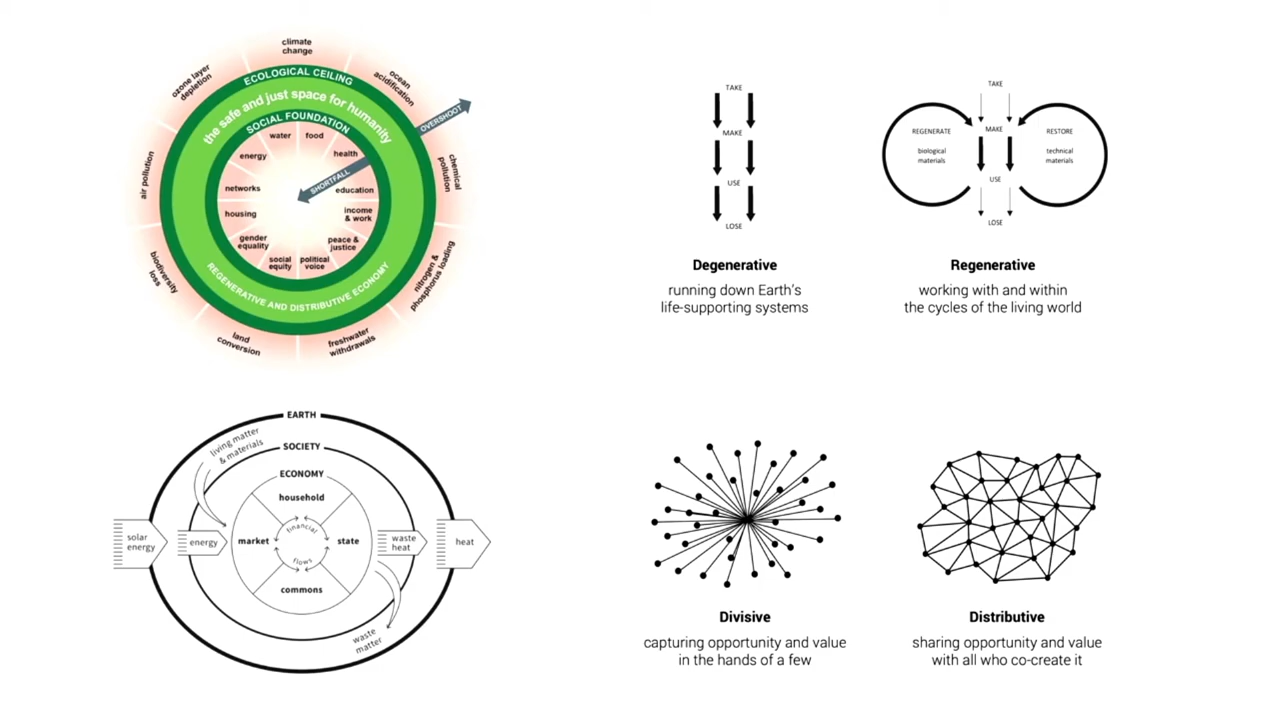 climate
change
ozone layer
depletion
ocean
acidification
ECOLOGICAL CEILING
the safe and just space for humanity
SOCIAL FOUNDATION
OVERSHOOT
water
food
energy
health
air pollution
chemical
pollution
SHORTFALL
networks
education
housing
income
& work
gender
equality
peace &
justice
social
equity
political
voice
REGENERATIVE AND DISTRIBUTIVE ECONOMY
biodiversity
loss
nitrogen &
phosphorus loading
land
conversion
freshwater
withdrawals
TAKE
MAKE
USE
LOSE
Degenerative
running down Earth's
life-supporting systems
TAKE
REGENERATE
MAKE
RESTORE
biological
materials
technical
materials
USE
LOSE
Regenerative
working with and within
the cycles of the living world
EARTH
living matter
& materials
SOCIETY
ECONOMY
household
financial
solar
energy
energy
market
state
waste
heat
heat
flows
commons
waste
matter
Divisive
capturing opportunity and value
in the hands of a few
Distributive
sharing opportunity and value
with all who co-create it